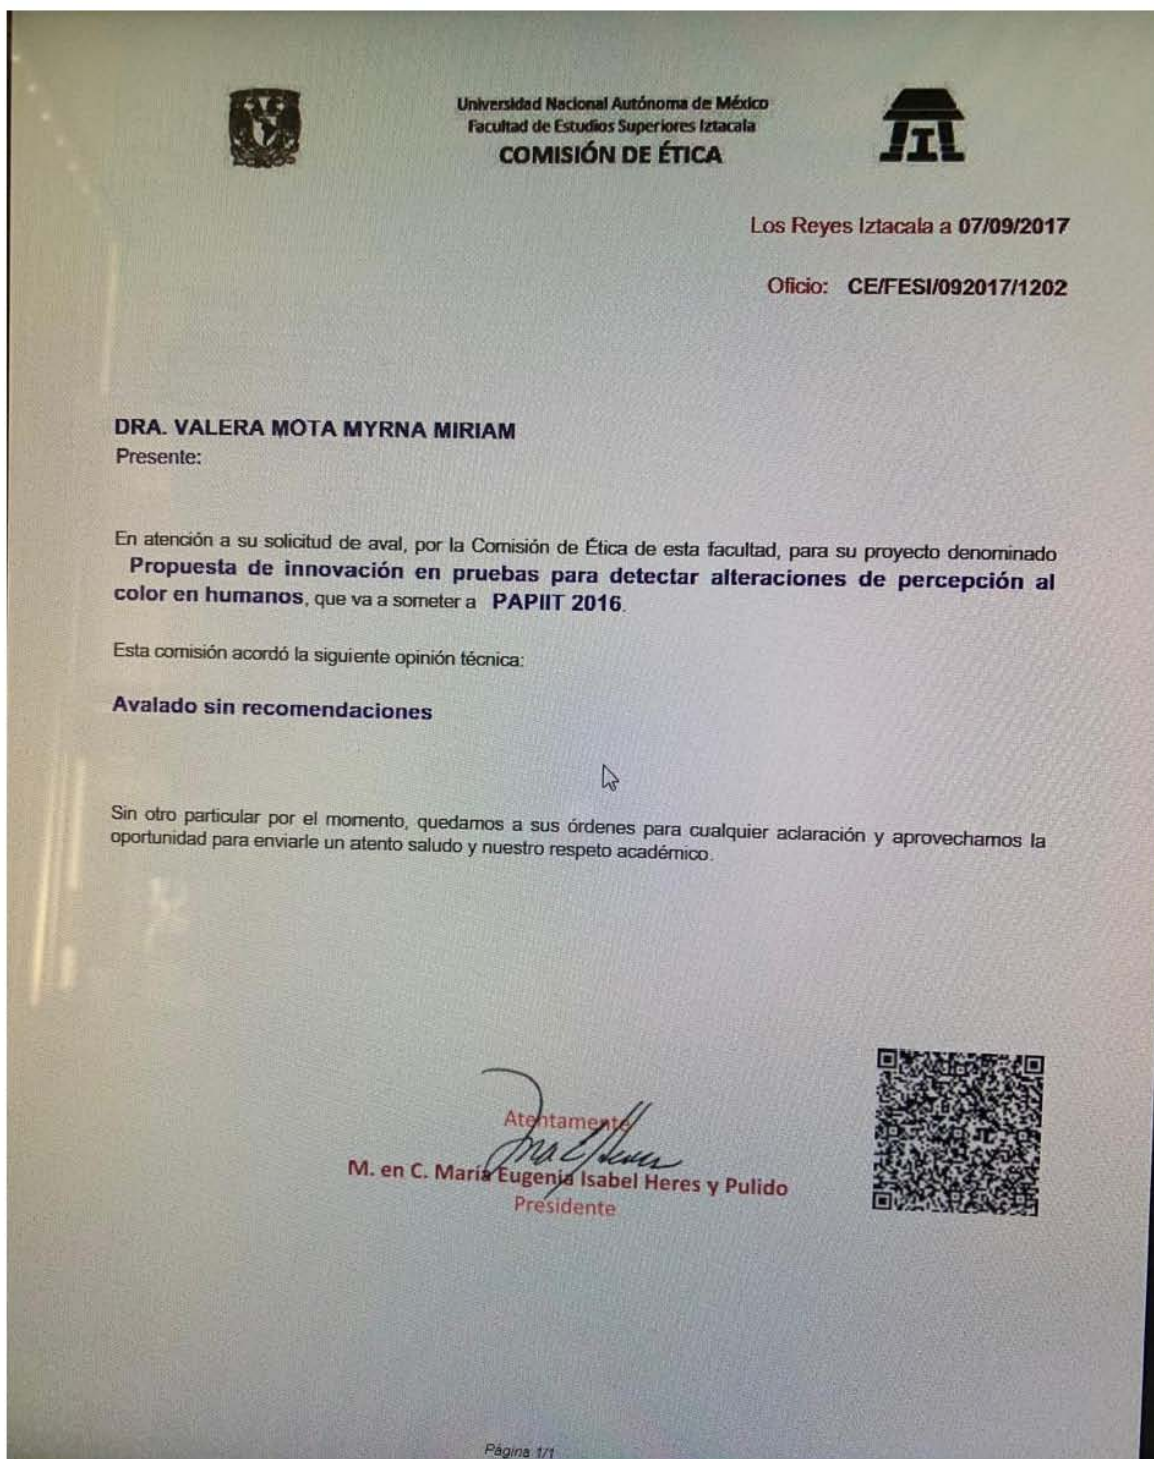 Universidad Nacional Autónoma de México
Facultad de Estudios Superiores Iztacala
COMISIÓN DE ÉTICA
Los Reyes Iztacala a 07/09/2017
Oficio: CE/FESI/092017/1202
DRA. VALERA MOTA MYRNA MIRIAM
Presente:
En atención a su solicitud de aval, por la Comisión de Ética de esta facultad, para su proyecto denominado
Propuesta de innovación en pruebas para detectar alteraciones de percepción al
color en humanos, que va a someter a PAPIIT 2016.
Esta comisión acordó la siguiente opinión técnica:
Avalado sin recomendaciones
Sin otro particular por el momento, quedamos a sus órdenes para cualquier aclaración y aprovechamos la
oportunidad para enviarle un atento saludo y nuestro respeto académico.
Atentamente
M. en C. María Eugenia Isabel Heres y Pulido
Presidente
Página 1/1